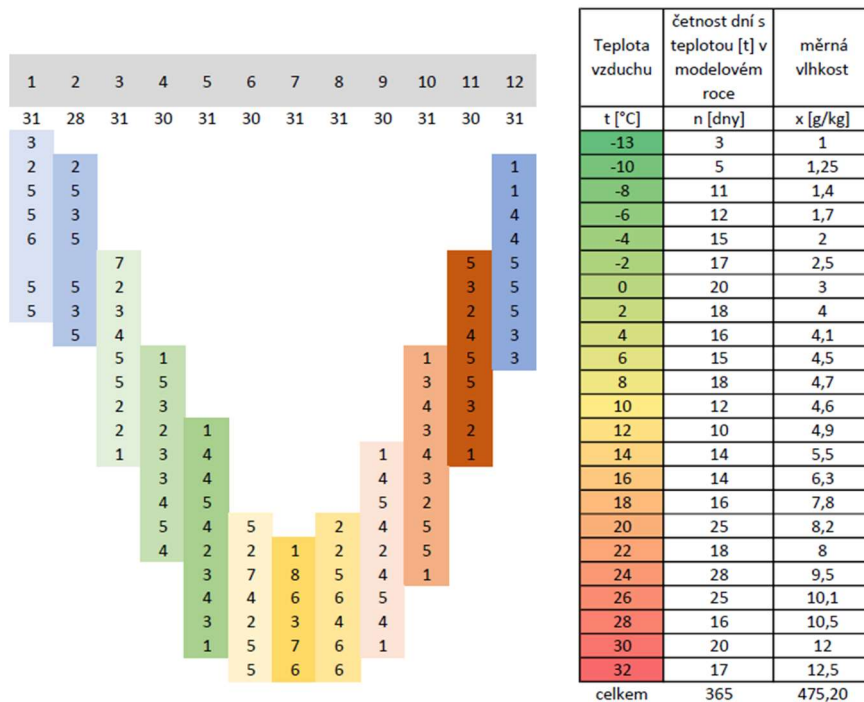 1 2 3 4 5 6 7 8 9 10 11 12
31 28 31 30 31 30 31 31 30 31 30 31
3
2 2 1
5 5 1
5 3 4
6 5 4
7 5 5
5 5 2 3 5
5 3 3 2 5
5 4 4 3
5 1 1 5 3
5 5 3 5
2 3 4 3
2 2 1 3 2
1 3 4 1 4 1
3 4 4 3
4 5 5 2
5 4 5 2 4 5
4 2 2 1 2 2 5
3 7 8 5 4 1
4 4 6 6 5
3 2 3 4 4
1 5 7 6 1
5 6 6
Teplota
vzduchu
četnost dní s
teplotou [t] v
modelovém
roce
měrná
vlhkost
t [°C] n [dny] x [g/kg]
-13 3 1
-10 5 1,25
-8 11 1,4
-6 12 1,7
-4 15 2
-2 17 2,5
0 20 3
2 18 4
4 16 4,1
6 15 4,5
8 18 4,7
10 12 4,6
12 10 4,9
14 14 5,5
16 14 6,3
18 16 7,8
20 25 8,2
22 18 8
24 28 9,5
26 25 10,1
28 16 10,5
30 20 12
32 17 12,5
celkem 365 475,20